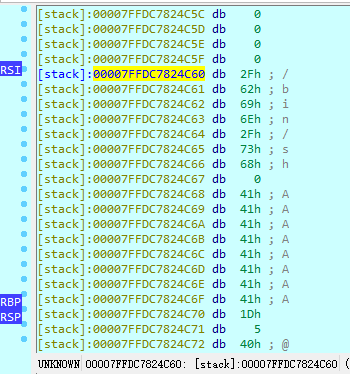 [stack]:00007FFDC7824C5C db 0
[stack]:00007FFDC7824C5D db 0
[stack]:00007FFDC7824C5E db 0
[stack]:00007FFDC7824C5F db 0
RSI [stack]:00007FFDC7824C60 db 2Fh ; /
[stack]:00007FFDC7824C61 db 62h ; b
[stack]:00007FFDC7824C62 db 69h ; i
[stack]:00007FFDC7824C63 db 6Eh ; n
[stack]:00007FFDC7824C64 db 2Fh ; /
[stack]:00007FFDC7824C65 db 73h ; s
[stack]:00007FFDC7824C66 db 68h ; h
[stack]:00007FFDC7824C67 db 0
[stack]:00007FFDC7824C68 db 41h ; A
[stack]:00007FFDC7824C69 db 41h ; A
[stack]:00007FFDC7824C6A db 41h ; A
[stack]:00007FFDC7824C6B db 41h ; A
[stack]:00007FFDC7824C6C db 41h ; A
[stack]:00007FFDC7824C6D db 41h ; A
[stack]:00007FFDC7824C6E db 41h ; A
RBP [stack]:00007FFDC7824C6F db 41h ; A
RSP [stack]:00007FFDC7824C70 db 1Dh
[stack]:00007FFDC7824C71 db 5
[stack]:00007FFDC7824C72 db 40h ; @
UNKNOWN 00007FFDC7824C60: [stack]:00007FFDC7824C60 (